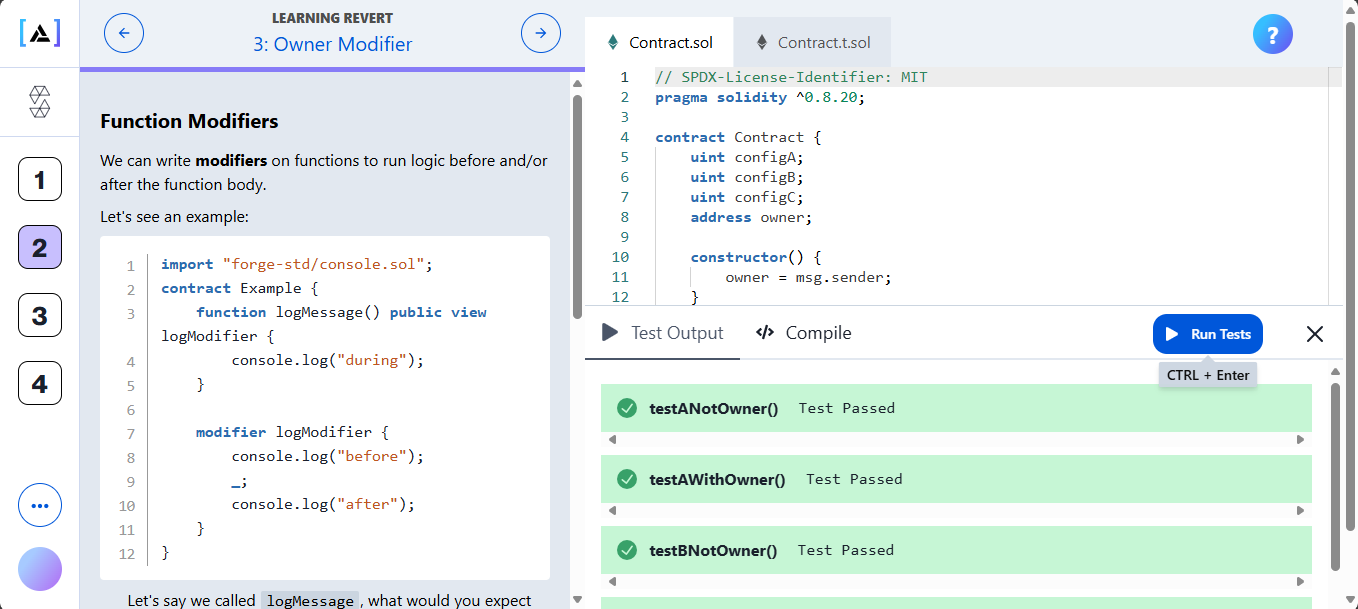 LEARNING REVERT
3: Owner Modifier
1
2
3
4
Function Modifiers
We can write modifiers on functions to run logic before and/or
after the function body.
Let's see an example:
1 import "forge-std/console.sol";
2 contract Example {
3     function logMessage() public view
logModifier {
4         console.log("during");
5     }
6
7     modifier logModifier {
8         console.log("before");
9         _;
10         console.log("after");
11     }
12 }
Let's say we called logMessage, what would you expect
Contract.sol
Contract.t.sol
?
1 // SPDX-License-Identifier: MIT
2 pragma solidity ^0.8.20;
3
4 contract Contract {
5     uint configA;
6     uint configB;
7     uint configC;
8     address owner;
9
10     constructor() {
11         owner = msg.sender;
12     }
Test Output
</> Compile
Run Tests
CTRL + Enter
testANotOwner() Test Passed
testAWithOwner() Test Passed
testBNotOwner() Test Passed